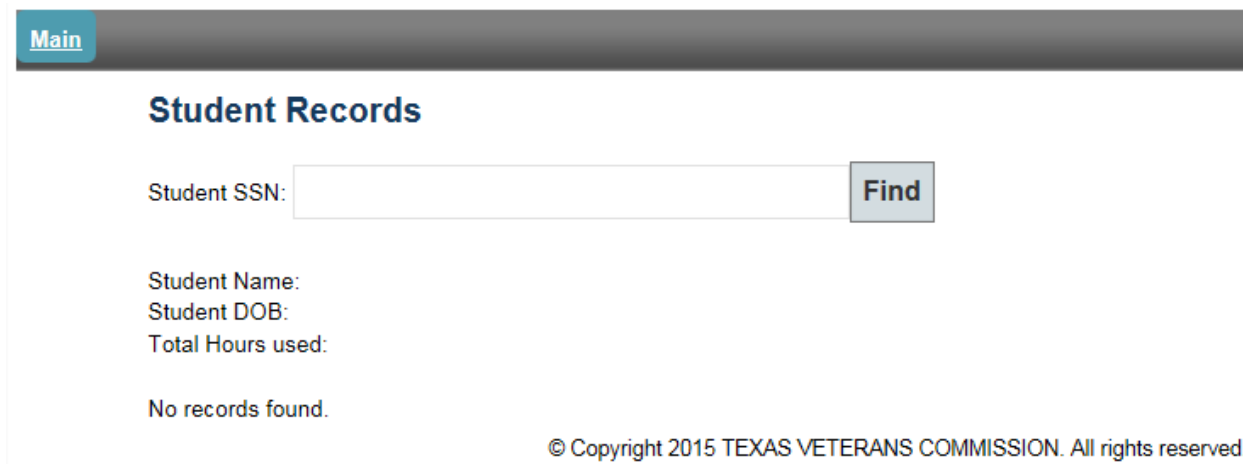 Main
Student Records
Student SSN: Find
Student Name:
Student DOB:
Total Hours used:
No records found.
© Copyright 2015 TEXAS VETERANS COMMISSION. All rights reserved